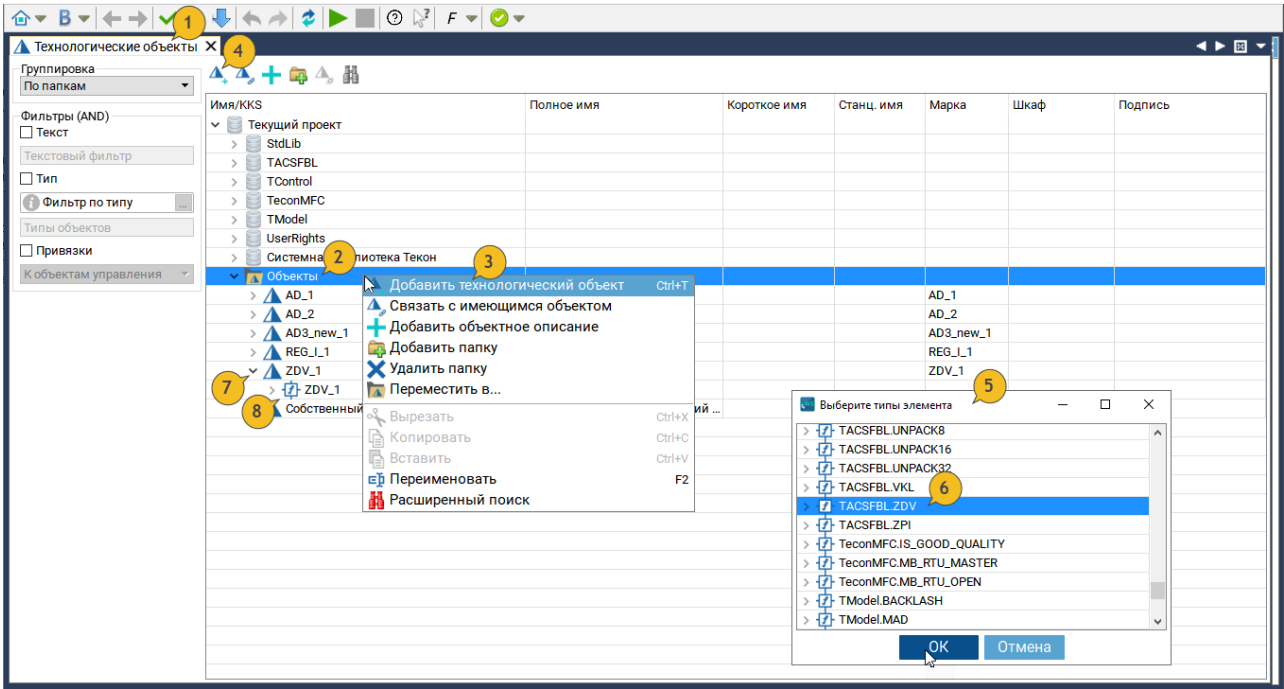 B
F
1
Технологические объекты
4
Группировка
По папкам
Фильтры (AND)
Текст
Текстовый фильтр
Тип
Фильтр по типу
...
Типы объектов
Привязки
К объектам управления
Имя/KKS Полное имя Короткое имя Станц. имя Марка Шкаф Подпись
Текущий проект
StdLib
TACSFBL
TControl
TeconMFC
TModel
UserRights
Системна лиотека Текон
2
3
Объекты
AD_1 AD_1
AD_2 AD_2
AD3_new_1 AD3_new_1
REG_I_1 REG_I_1
ZDV_1 ZDV_1
7
ZDV_1
8
Собственный ий ...
Добавить технологический объект Ctrl+T
Связать с имеющимся объектом
Добавить объектное описание
Добавить папку
Удалить папку
Переместить в...
Вырезать Ctrl+X
Копировать Ctrl+C
Вставить Ctrl+V
Переименовать F2
Расширенный поиск
5
Выберите типы элемента
TACSFBL.UNPACK8
TACSFBL.UNPACK16
TACSFBL.UNPACK32
TACSFBL.VKL
6
TACSFBL.ZDV
TACSFBL.ZPI
TeconMFC.IS_GOOD_QUALITY
TeconMFC.MB_RTU_MASTER
TeconMFC.MB_RTU_OPEN
TModel.BACKLASH
TModel.MAD
OK Отмена